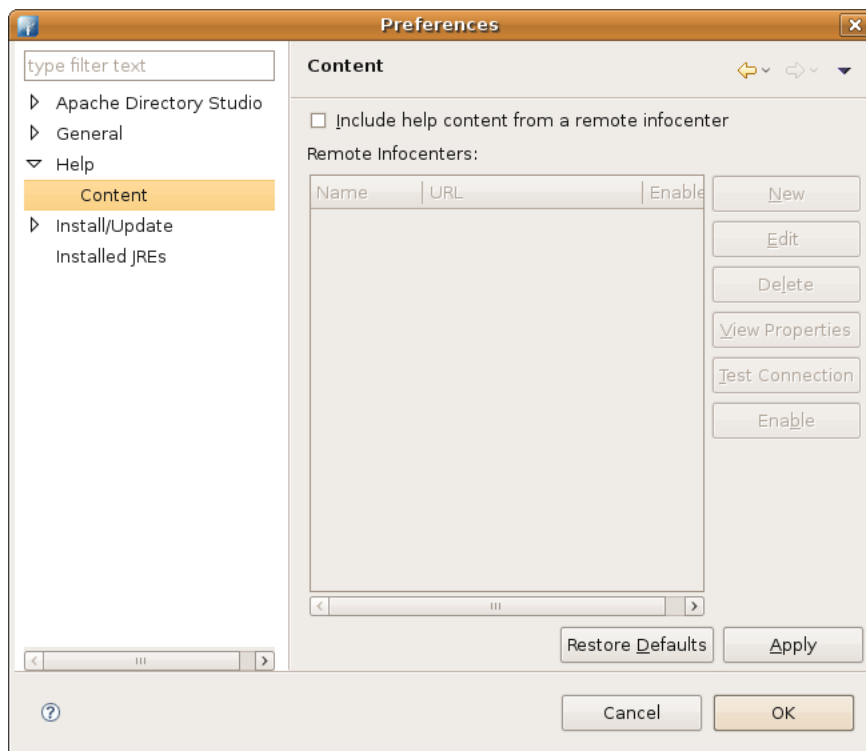 Preferences
type filter text
Apache Directory Studio
General
Help
Content
Install/Update
Installed JREs
Content
Include help content from a remote infocenter
Remote Infocenters:
Name URL Enable
New
Edit
Delete
View Properties
Test Connection
Enable
Restore Defaults Apply
Cancel OK